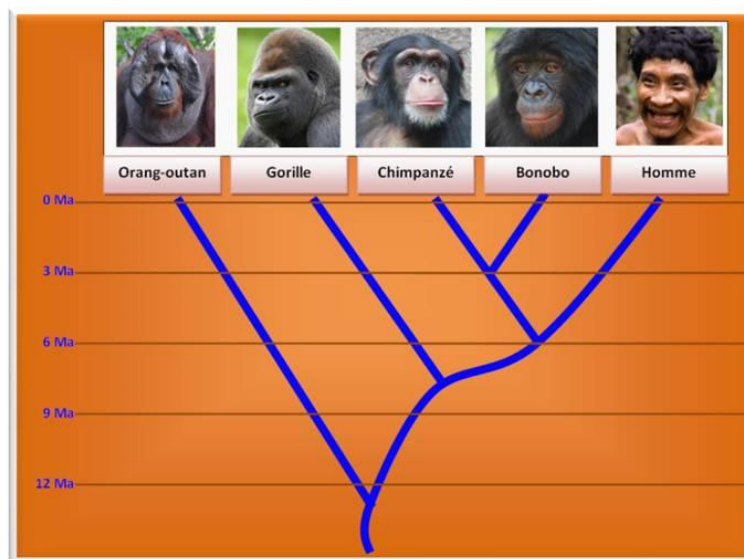 Orang-outan
Gorille
Chimpanzé
Bonobo
Homme
0 Ma
3 Ma
6 Ma
9 Ma
12 Ma